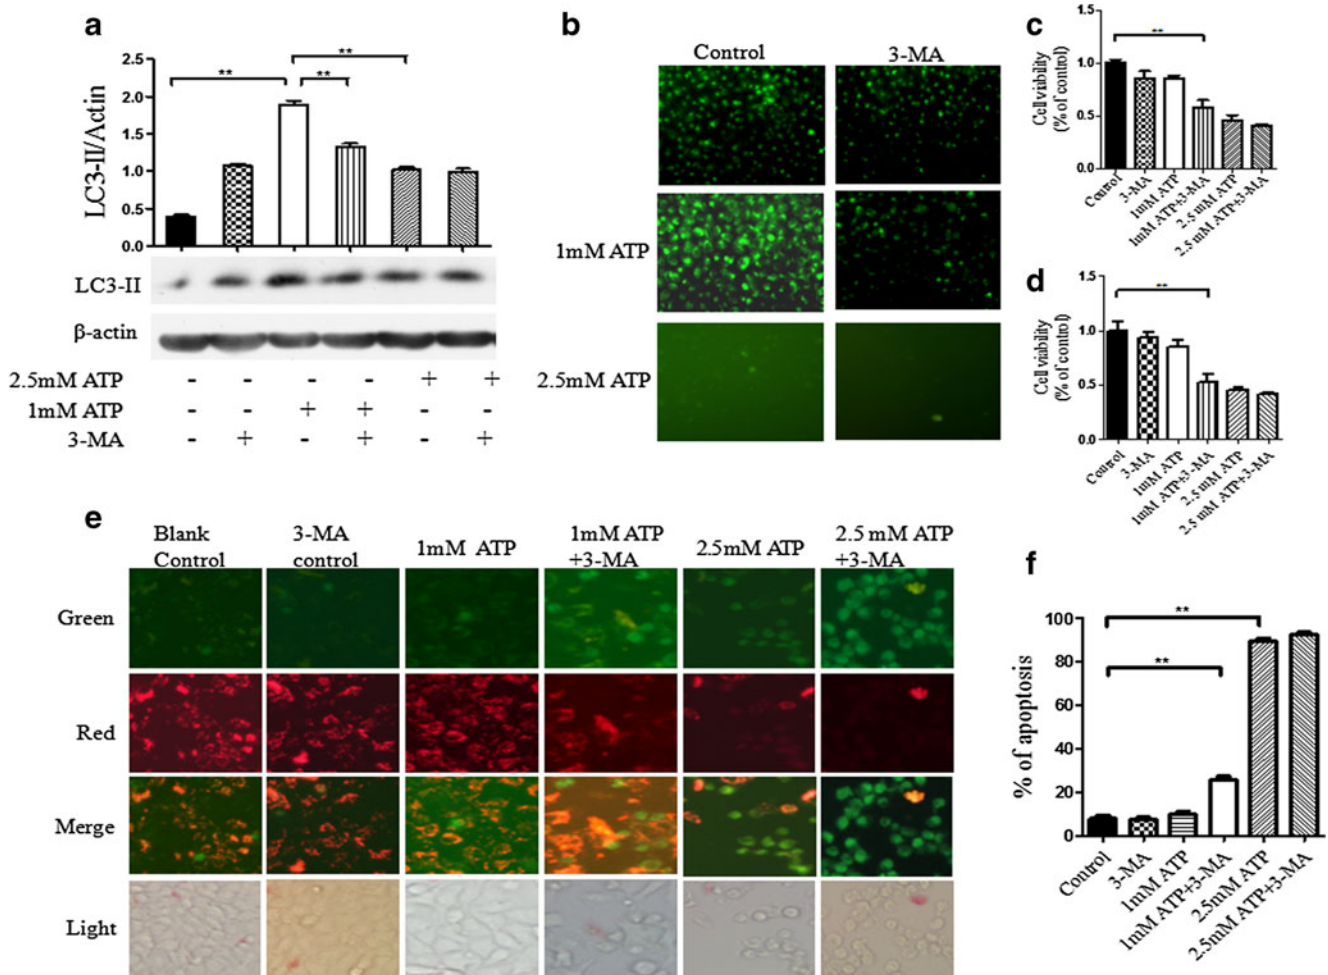 a
**
**
**
2.5
2.0
1.5
1.0
0.5
0.0
LC3-II/Actin
LC3-II
β-actin
2.5mM ATP - - - - + +
1mM ATP - - + + - -
3-MA - + - + - +
b
Control 3-MA
1mM ATP
2.5mM ATP
c
**
1.5
1.0
0.5
0.0
Cell viability
(% of control)
Control
3-MA
1mM ATP
1mM ATP+3-MA
2.5 mM ATP
2.5 mM ATP+3-MA
d
**
1.5
1.0
0.5
0.0
Cell viability
(% of control)
Control
3-MA
1mM ATP
1mM ATP+3-MA
2.5 mM ATP
2.5 mM ATP+3-MA
e
Blank
Control
3-MA
control
1mM ATP
1mM ATP
+3-MA
2.5mM ATP
2.5 mM ATP
+3-MA
Green
Red
Merge
Light
f
**
**
100
80
60
40
20
0
% of apoptosis
Control
3-MA
1mM ATP
1mM ATP+3-MA
2.5mM ATP
2.5mM ATP+3-MA